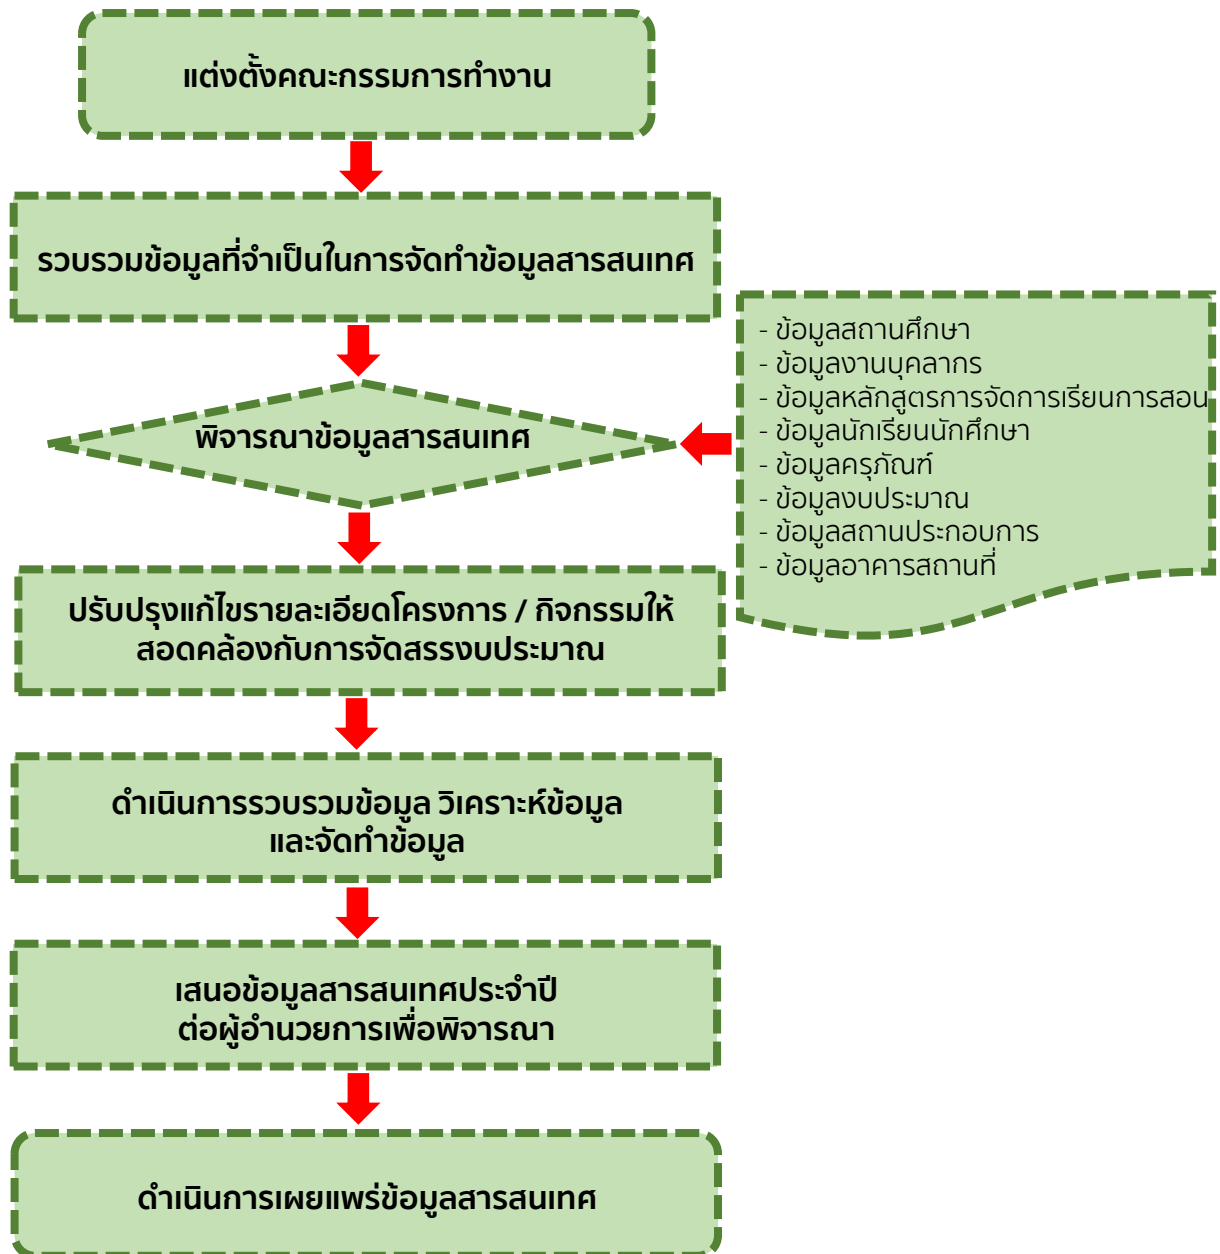 แต่งตั้งคณะกรรมการทำงาน
รวบรวมข้อมูลที่จำเป็นในการจัดทำข้อมูลสารสนเทศ
พิจารณาข้อมูลสารสนเทศ
- ข้อมูลสถานศึกษา
- ข้อมูลงานบุคลากร
- ข้อมูลหลักสูตรการจัดการเรียนการสอน
- ข้อมูลนักเรียนนักศึกษา
- ข้อมูลครุภัณฑ์
- ข้อมูลงบประมาณ
- ข้อมูลสถานประกอบการ
- ข้อมูลอาคารสถานที่
ปรับปรุงแก้ไขรายละเอียดโครงการ / กิจกรรมให้
สอดคล้องกับการจัดสรรงบประมาณ
ดำเนินการรวบรวมข้อมูล วิเคราะห์ข้อมูล
และจัดทำข้อมูล
เสนอข้อมูลสารสนเทศประจำปี
ต่อผู้อำนวยการเพื่อพิจารณา
ดำเนินการเผยแพร่ข้อมูลสารสนเทศ